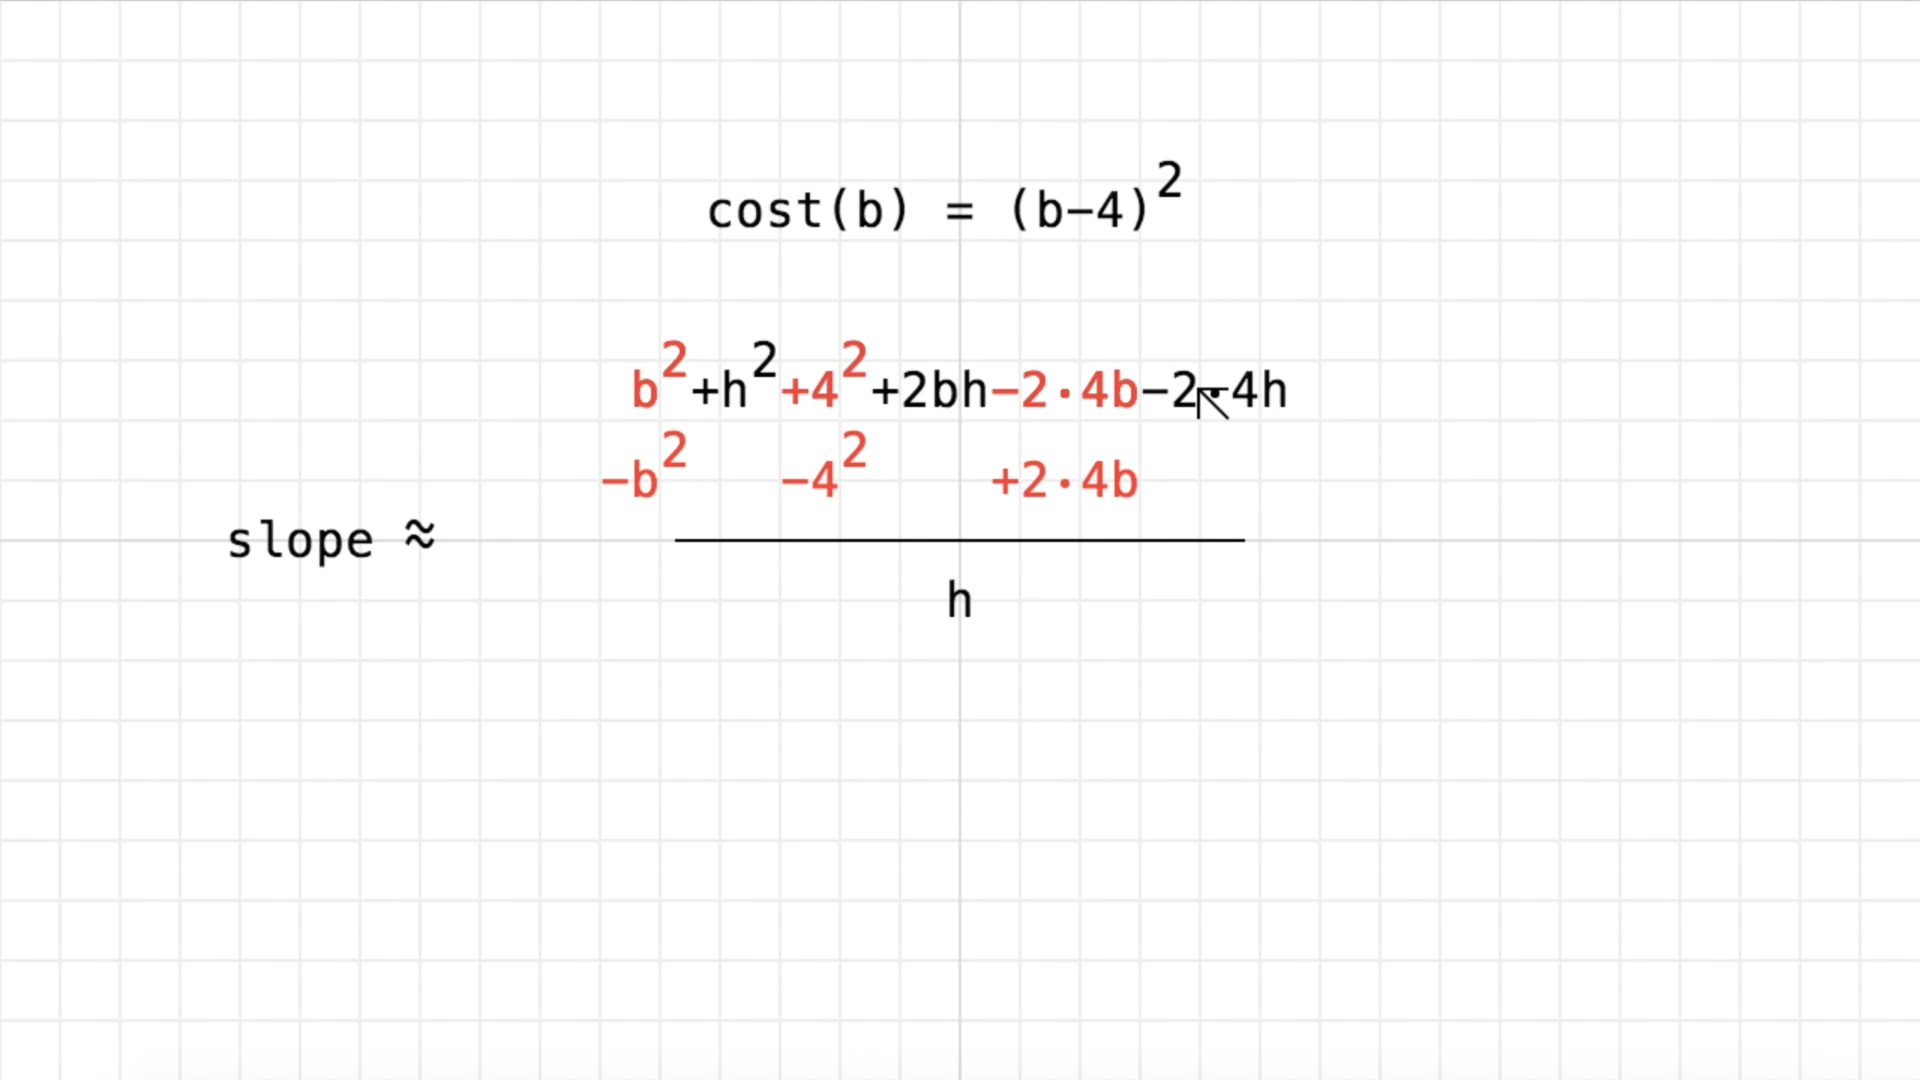 cost(b) = (b-4)²
b²+h²+4²+2bh-2·4b-2·4h
-b² -4² +2·4b
slope ≈
h